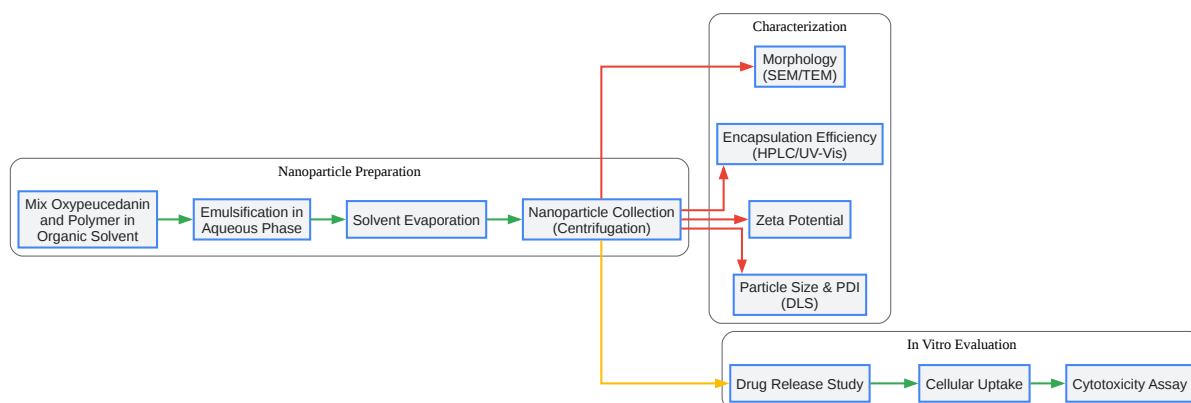 Characterization
Morphology
(SEM/TEM)
Encapsulation Efficiency
(HPLC/UV-Vis)
Nanoparticle Preparation
Mix Oxypeucedanin
and Polymer in
Organic Solvent
Emulsification in
Aqueous Phase
Solvent Evaporation
Nanoparticle Collection
(Centrifugation)
Zeta Potential
Particle Size & PDI
(DLS)
In Vitro Evaluation
Drug Release Study
Cellular Uptake
Cytotoxicity Assay